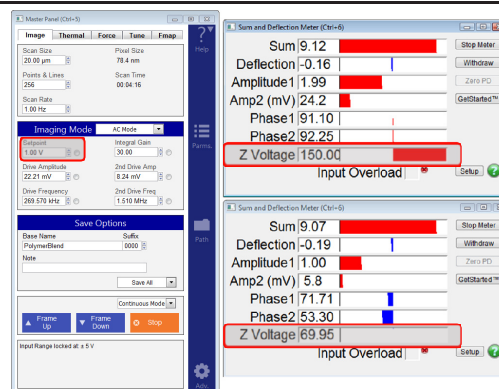 Master Panel (Ctrl+5)
Image Thermal Force Tune Fmap
Scan Size Pixel Size
20.00 µm 78.4 nm
Points & Lines Scan Time
256 00:04:16
Scan Rate
1.00 Hz
Imaging Mode AC Mode
Setpoint Integral Gain
1.00 V 30.00
Drive Amplitude 2nd Drive Amp
22.21 mV 8.24 mV
Drive Frequency 2nd Drive Freq
269.570 kHz 1.510 MHz
Save Options
Base Name Suffix
PolymerBlend 0000
Note
Save All
Continuous Mode
Frame Up Frame Down Stop
Input Range locked at ± 5 V
?
Help
Parms.
Path
Adv.
Sum and Deflection Meter (Ctrl+6)
Sum 9.12 Stop Meter
Deflection -0.16 Withdraw
Amplitude1 1.99 Zero PD
Amp2 (mV) 24.2 GetStarted™
Phase1 91.10
Phase2 92.25
Z Voltage 150.00
Input Overload Setup ?
Sum and Deflection Meter (Ctrl+6)
Sum 9.07 Stop Meter
Deflection -0.19 Withdraw
Amplitude1 1.00 Zero PD
Amp2 (mV) 5.8 GetStarted™
Phase1 71.71
Phase2 53.30
Z Voltage 69.95
Input Overload Setup ?